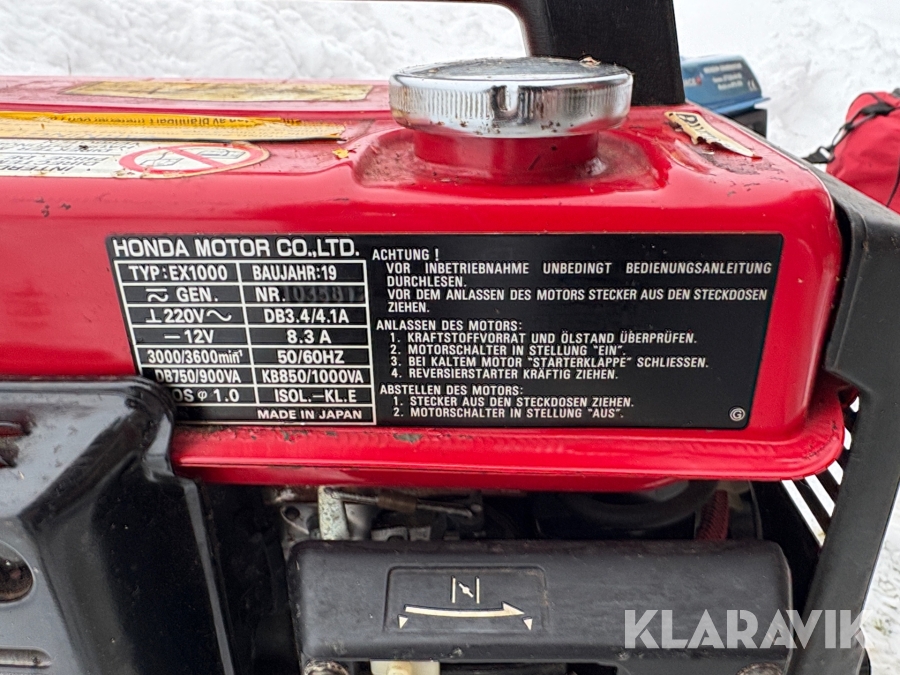 HONDA MOTOR CO.,LTD.
TYP:EX1000 BAUJAHR:19
GEN. NR.
⊥220V~ DB3.4/4.1A
⎓12V 8.3 A
3000/3600min¹ 50/60HZ
DB750/900VA KB850/1000VA
OS φ 1.0 ISOL.-KL.E
MADE IN JAPAN
ACHTUNG !
VOR INBETRIEBNAHME UNBEDINGT BEDIENUNGSANLEITUNG
DURCHLESEN.
VOR DEM ANLASSEN DES MOTORS STECKER AUS DEN STECKDOSEN
ZIEHEN.
ANLASSEN DES MOTORS:
1. KRAFTSTOFFVORRAT UND ÖLSTAND ÜBERPRÜFEN.
2. MOTORSCHALTER IN STELLUNG "EIN".
3. BEI KALTEM MOTOR "STARTERKLAPPE" SCHLIESSEN.
4. REVERSIERSTARTER KRÄFTIG ZIEHEN.
ABSTELLEN DES MOTORS:
1. STECKER AUS DEN STECKDOSEN ZIEHEN.
2. MOTORSCHALTER IN STELLUNG "AUS".
G
KLARAVIK